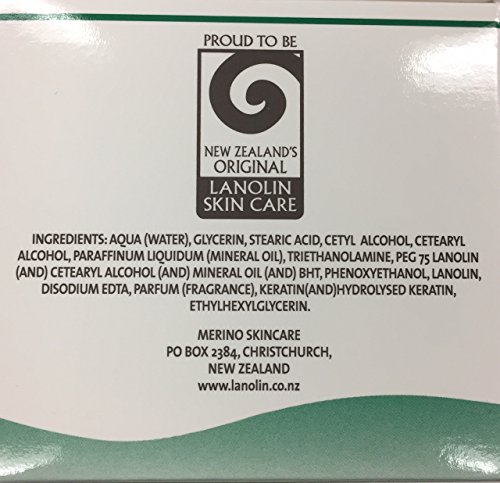 PROUD TO BE
NEW ZEALAND'S
ORIGINAL
LANOLIN
SKIN CARE
INGREDIENTS: AQUA (WATER), GLYCERIN, STEARIC ACID, CETYL ALCOHOL, CETEARYL
ALCOHOL, PARAFFINUM LIQUIDUM (MINERAL OIL), TRIETHANOLAMINE, PEG 75 LANOLIN
(AND) CETEARYL ALCOHOL (AND) MINERAL OIL (AND) BHT, PHENOXYETHANOL, LANOLIN,
DISODIUM EDTA, PARFUM (FRAGRANCE), KERATIN(AND)HYDROLYSED KERATIN,
ETHYLHEXYLGLYCERIN.
MERINO SKINCARE
PO BOX 2384, CHRISTCHURCH,
NEW ZEALAND
www.lanolin.co.nz